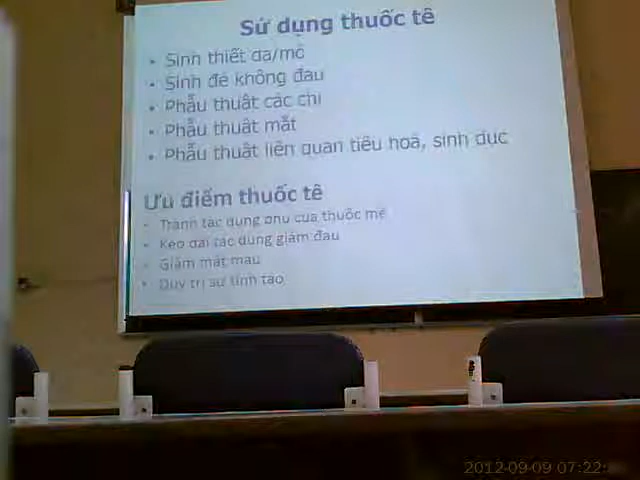 Sử dụng thuốc tê
• Sinh thiết da/mô
• Sinh đẻ không đau
• Phẫu thuật các chi
• Phẫu thuật mắt
• Phẫu thuật liên quan tiêu hoá, sinh dục
Ưu điểm thuốc tê
• Tránh tác dụng phụ của thuốc mê
• Kéo dài tác dụng giảm đau
• Giảm mất máu
• Duy trì sự tỉnh táo
2012-09-09 07:22: